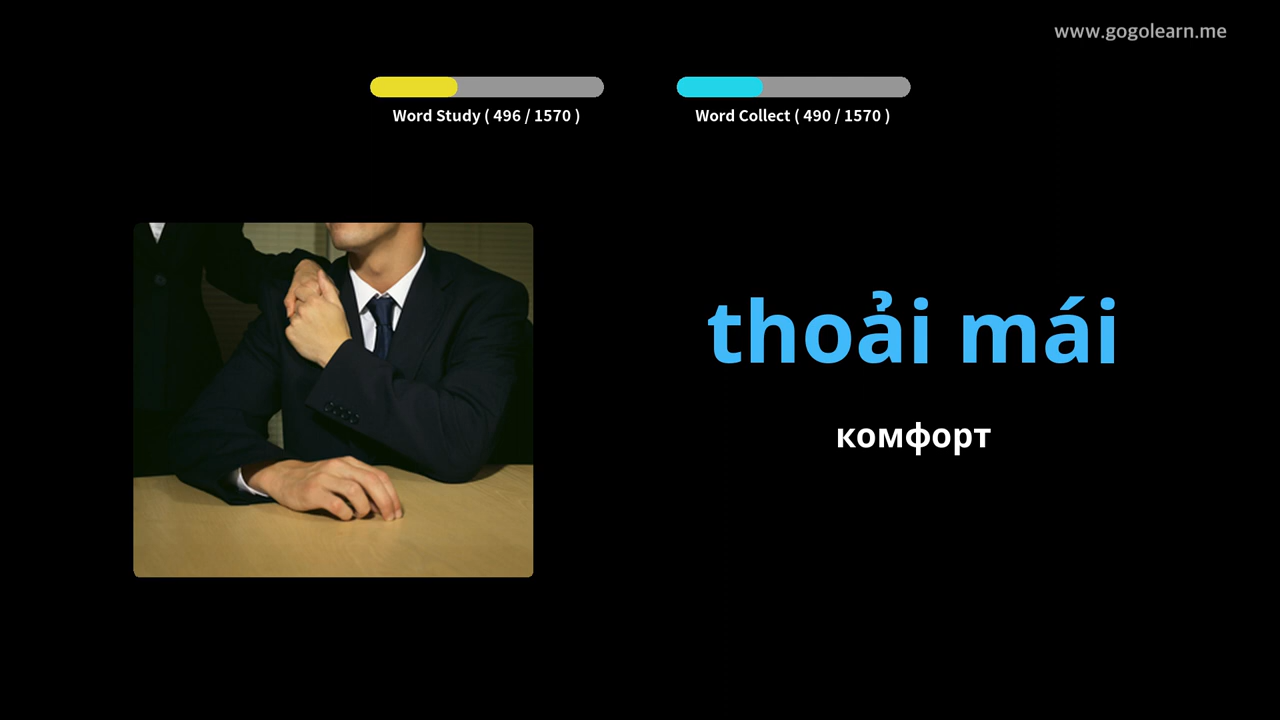 www.gogolearn.me
Word Study ( 496 / 1570 )
Word Collect ( 490 / 1570 )
thoải mái
комфорт